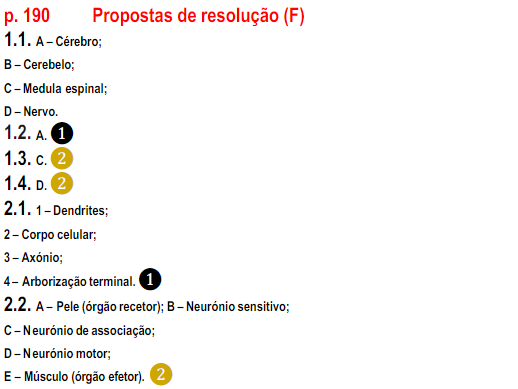 p. 190 Propostas de resolução (F)
1.1. A – Cérebro;
B – Cerebelo;
C – Medula espinal;
D – Nervo.
1.2. A. 1
1.3. C. 2
1.4. D. 2
2.1. 1 – Dendrites;
2 – Corpo celular;
3 – Axónio;
4 – Arborização terminal. 1
2.2. A – Pele (órgão recetor); B – Neurónio sensitivo;
C – Neurónio de associação;
D – Neurónio motor;
E – Músculo (órgão efetor). 2